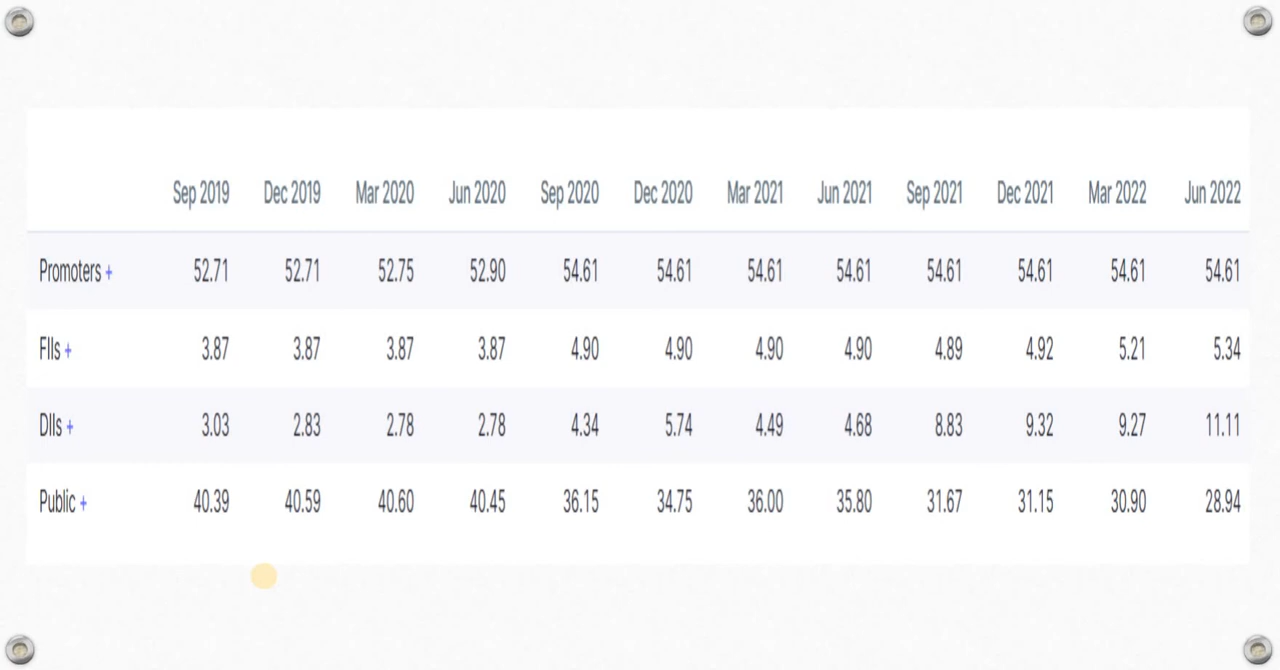 Sep 2019 Dec 2019 Mar 2020 Jun 2020 Sep 2020 Dec 2020 Mar 2021 Jun 2021 Sep 2021 Dec 2021 Mar 2022 Jun 2022
Promoters + 52.71 52.71 52.75 52.90 54.61 54.61 54.61 54.61 54.61 54.61 54.61 54.61
FIIs + 3.87 3.87 3.87 3.87 4.90 4.90 4.90 4.90 4.89 4.92 5.21 5.34
DIIs + 3.03 2.83 2.78 2.78 4.34 5.74 4.49 4.68 8.83 9.32 9.27 11.11
Public + 40.39 40.59 40.60 40.45 36.15 34.75 36.00 35.80 31.67 31.15 30.90 28.94